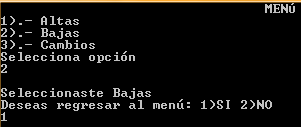 MENú
1).- Altas
2).- Bajas
3).- Cambios
Selecciona opción
2
Seleccionaste Bajas
Deseas regresar al menú: 1)SI 2)NO
1